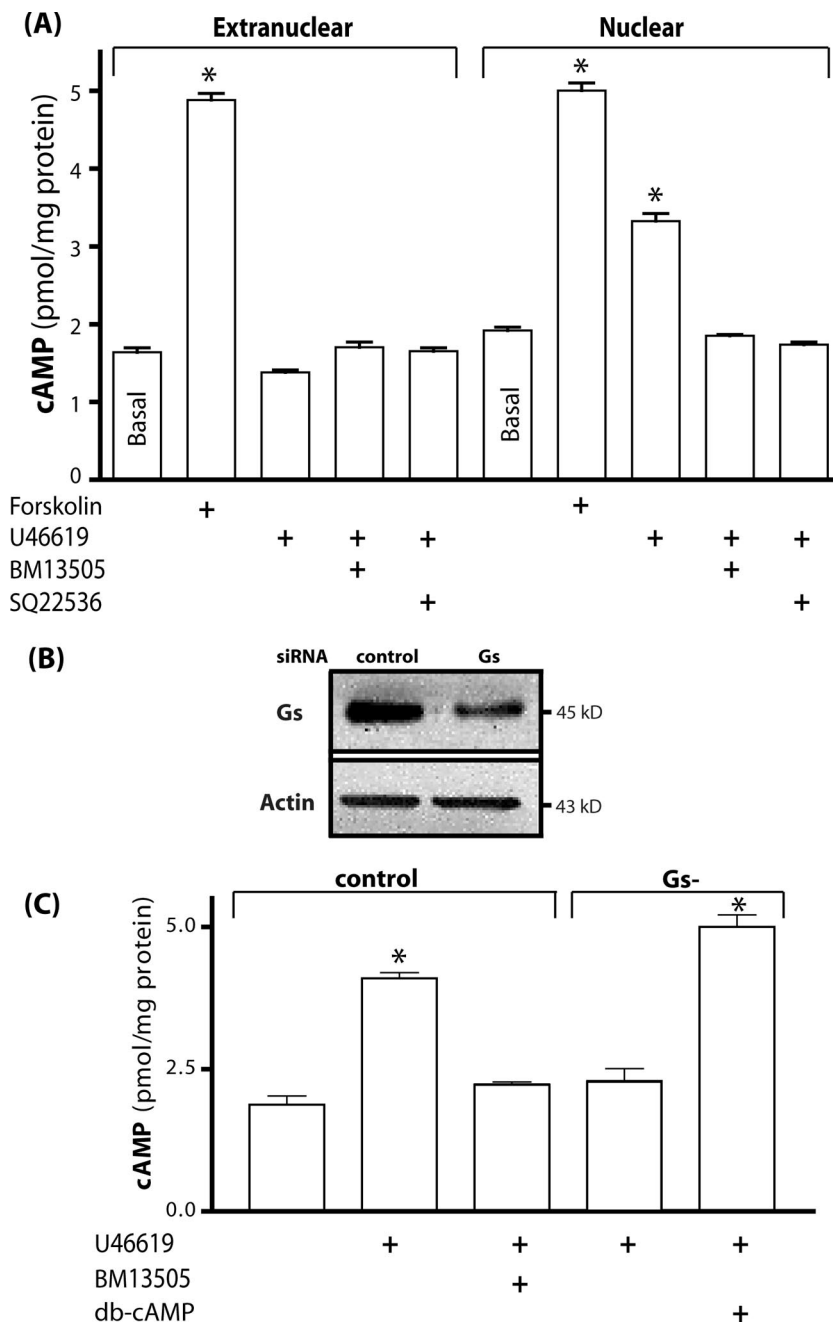 (A)
Extranuclear Nuclear
cAMP (pmol/mg protein)
5
4
3
2
1
0
* * *
Basal Basal
Forskolin + +
U46619 + + + + + +
BM13505 + +
SQ22536 + +
(B)
siRNA control Gs
Gs 45 kD
Actin 43 kD
(C)
control Gs-
cAMP (pmol/mg protein)
5.0
2.5
0.0
* *
U46619 + + + +
BM13505 +
db-cAMP +